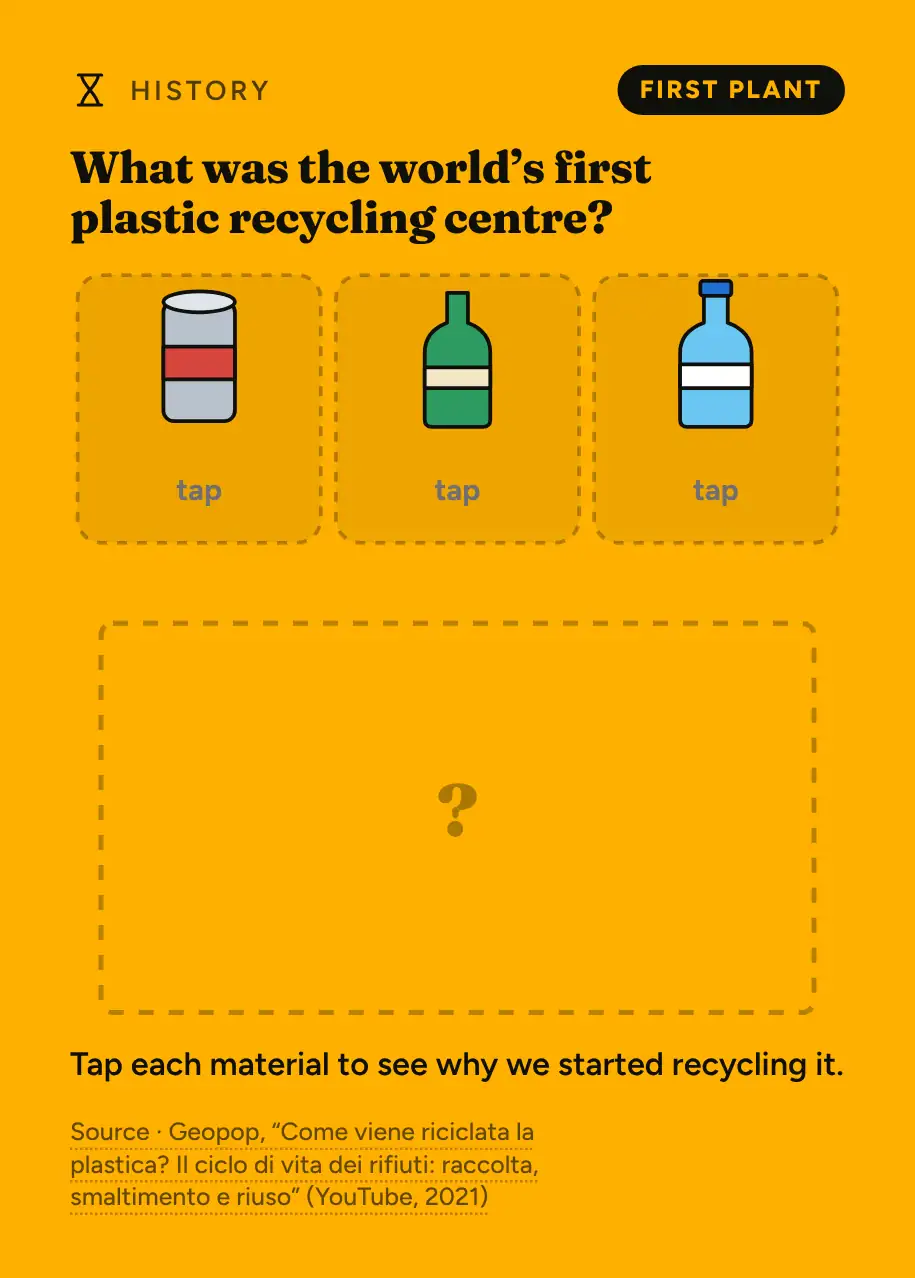 HISTORY
FIRST PLANT
What was the world’s first
plastic recycling centre?
tap
tap
tap
?
Tap each material to see why we started recycling it.
Source · Geopop, “Come viene riciclata la
plastica? Il ciclo di vita dei rifiuti: raccolta,
smaltimento e riuso” (YouTube, 2021)